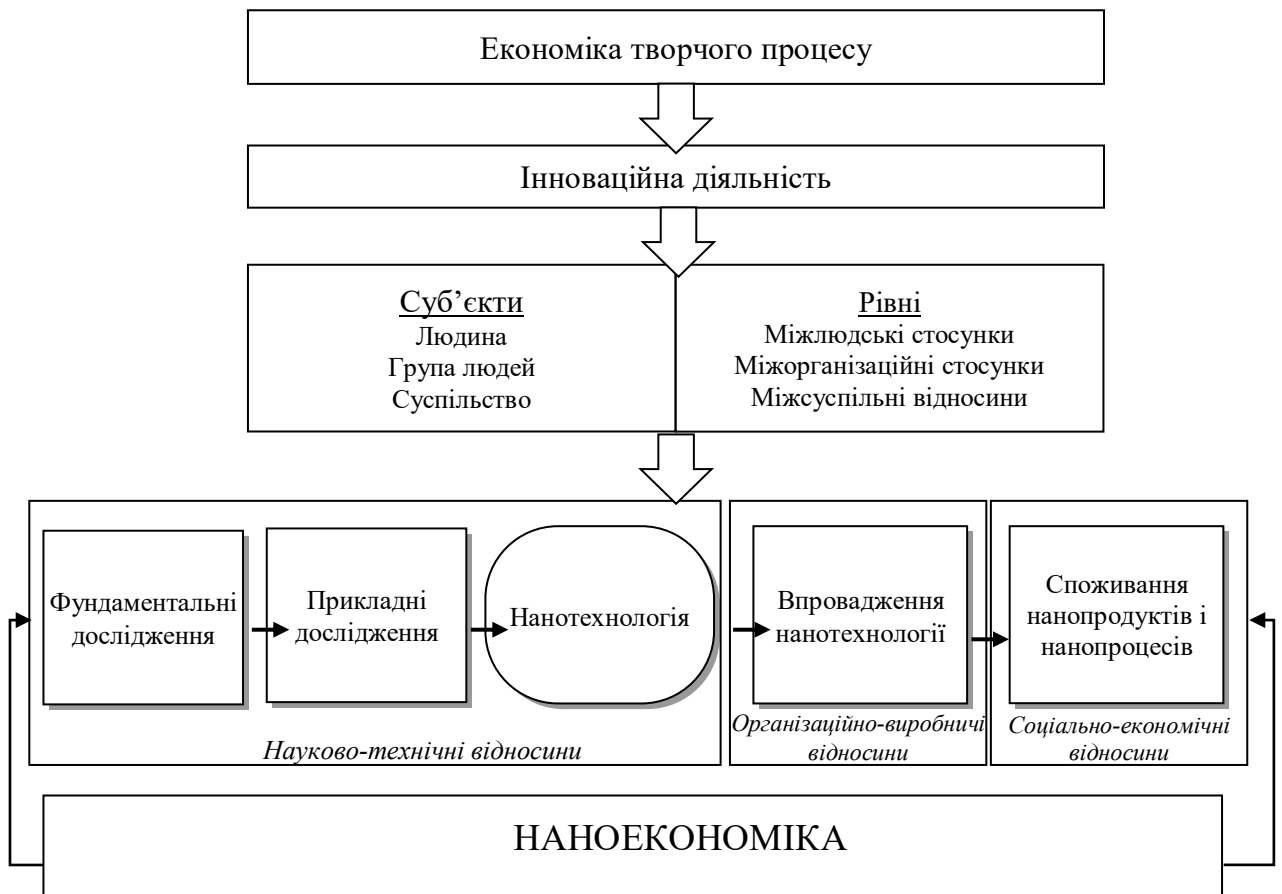 Економіка творчого процесу
Інноваційна діяльність
Суб’єкти
Людина
Група людей
Суспільство
Рівні
Міжлюдські стосунки
Міжорганізаційні стосунки
Міжсуспільні відносини
Фундаментальні
дослідження
Прикладні
дослідження
Нанотехнологія
Науково-технічні відносини
Впровадження
нанотехнології
Організаційно-виробничі
відносини
Споживання
нанопродуктів і
нанопроцесів
Соціально-економічні
відносини
НАНОЕКОНОМІКА